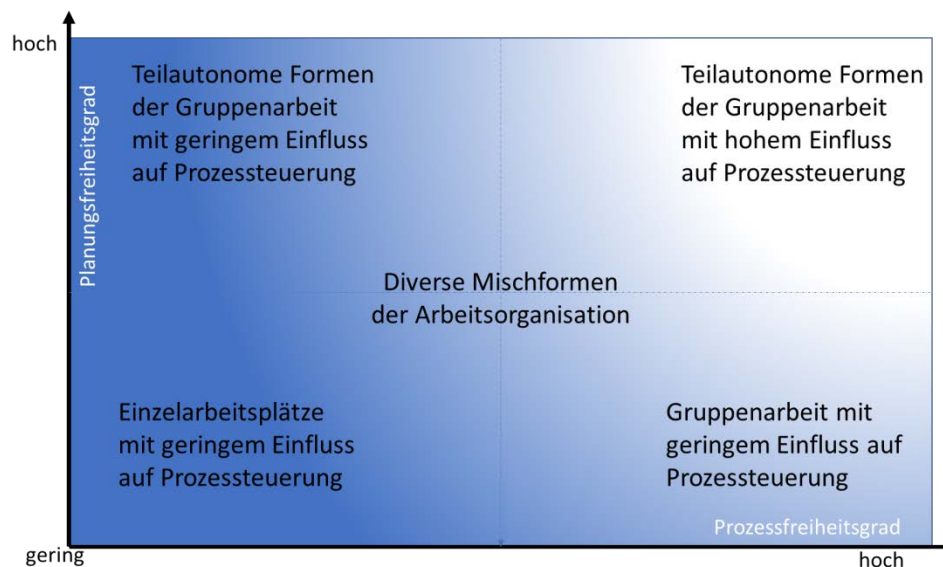 hoch
Planungsfreiheitsgrad
Teilautonome Formen
der Gruppenarbeit
mit geringem Einfluss
auf Prozessteuerung
Teilautonome Formen
der Gruppenarbeit
mit hohem Einfluss
auf Prozessteuerung
Diverse Mischformen
der Arbeitsorganisation
Einzelarbeitsplätze
mit geringem Einfluss
auf Prozessteuerung
Gruppenarbeit mit
geringem Einfluss auf
Prozessteuerung
Prozessfreiheitsgrad
gering
hoch